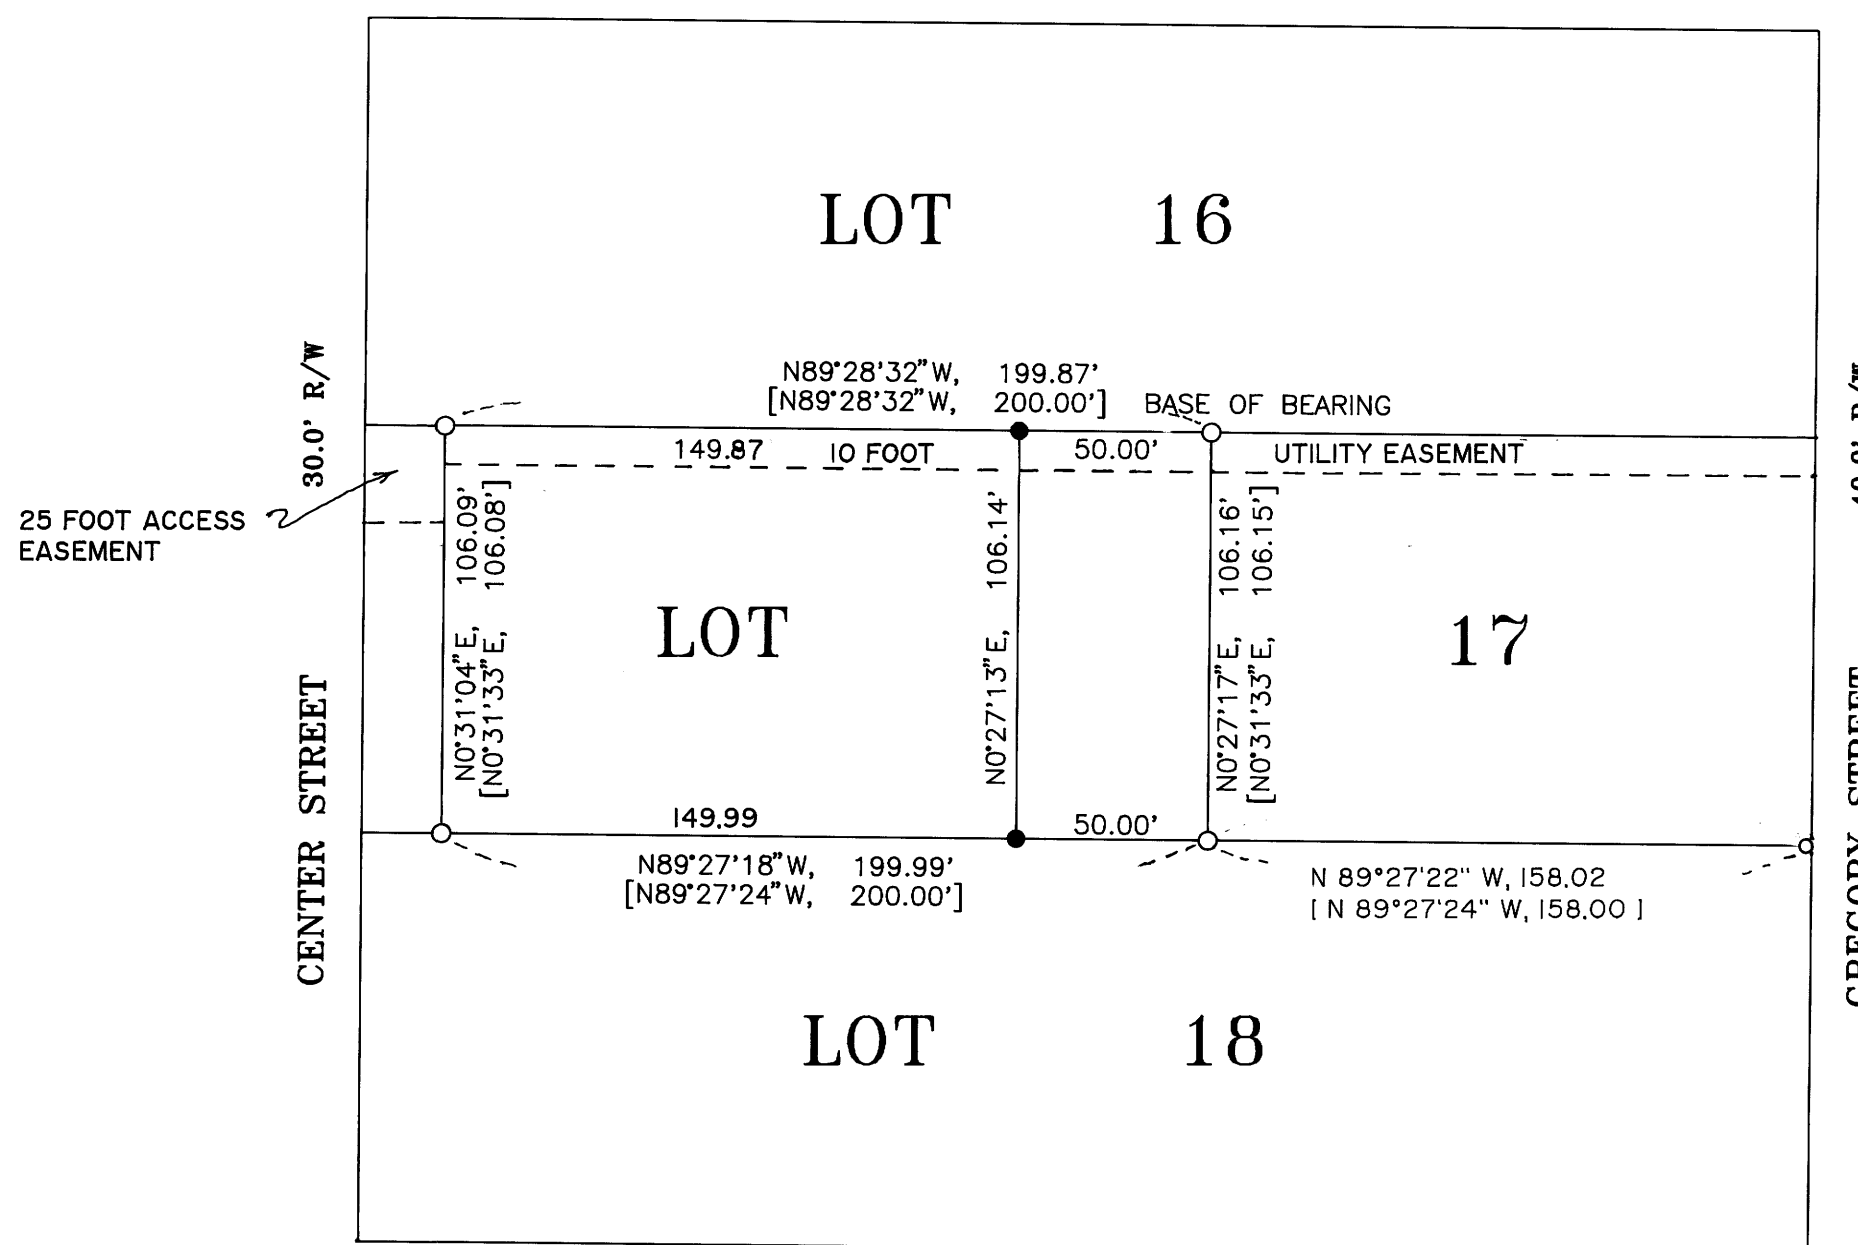 LOT 16
30.0' R/W
N89°28'32"W, 199.87'
[N89°28'32"W, 200.00']
BASE OF BEARING
149.87
10 FOOT
50.00'
UTILITY EASEMENT
25 FOOT ACCESS
EASEMENT
N0°31'04"E, 106.09'
[N0°31'33"E, 106.08']
N0°27'13"E, 106.14'
N0°27'17"E, 106.16'
[N0°31'33"E, 106.15']
LOT 17
CENTER STREET
GREGORY STREET
149.99
50.00'
N89°27'18"W, 199.99'
[N89°27'24"W, 200.00']
N 89°27'22" W, 158.02
[ N 89°27'24" W, 158.00 ]
LOT 18